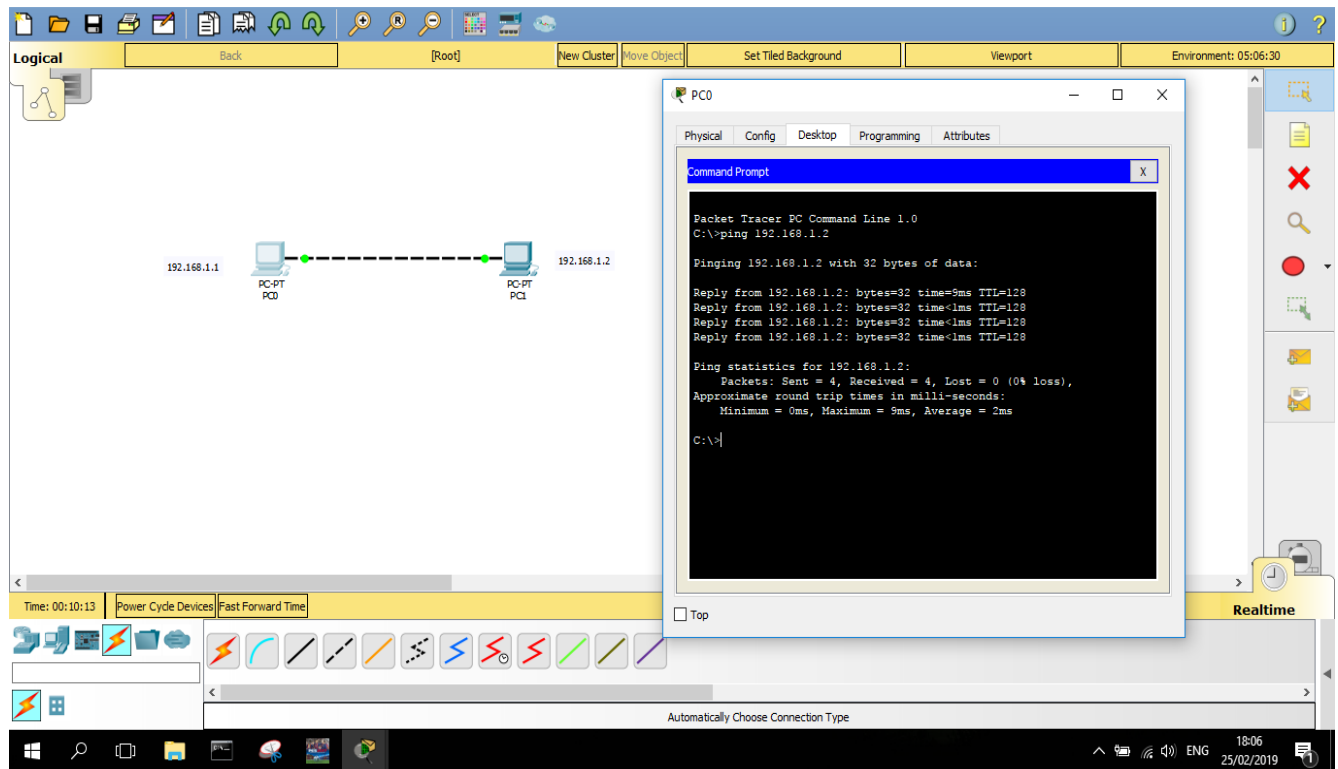 Logical
Back
[Root]
New Cluster
Move Object
Set Tiled Background
Viewport
Environment: 05:06:30
PC0
Physical Config Desktop Programming Attributes
Command Prompt
X
Packet Tracer PC Command Line 1.0
C:\>ping 192.168.1.2
Pinging 192.168.1.2 with 32 bytes of data:
Reply from 192.168.1.2: bytes=32 time=9ms TTL=128
Reply from 192.168.1.2: bytes=32 time<1ms TTL=128
Reply from 192.168.1.2: bytes=32 time<1ms TTL=128
Reply from 192.168.1.2: bytes=32 time<1ms TTL=128
Ping statistics for 192.168.1.2:
Packets: Sent = 4, Received = 4, Lost = 0 (0% loss),
Approximate round trip times in milli-seconds:
Minimum = 0ms, Maximum = 9ms, Average = 2ms
C:\>
Top
192.168.1.1
PC-PT
PC0
192.168.1.2
PC-PT
PC1
Time: 00:10:13
Power Cycle Devices
Fast Forward Time
Realtime
Automatically Choose Connection Type
ENG
18:06
25/02/2019
1